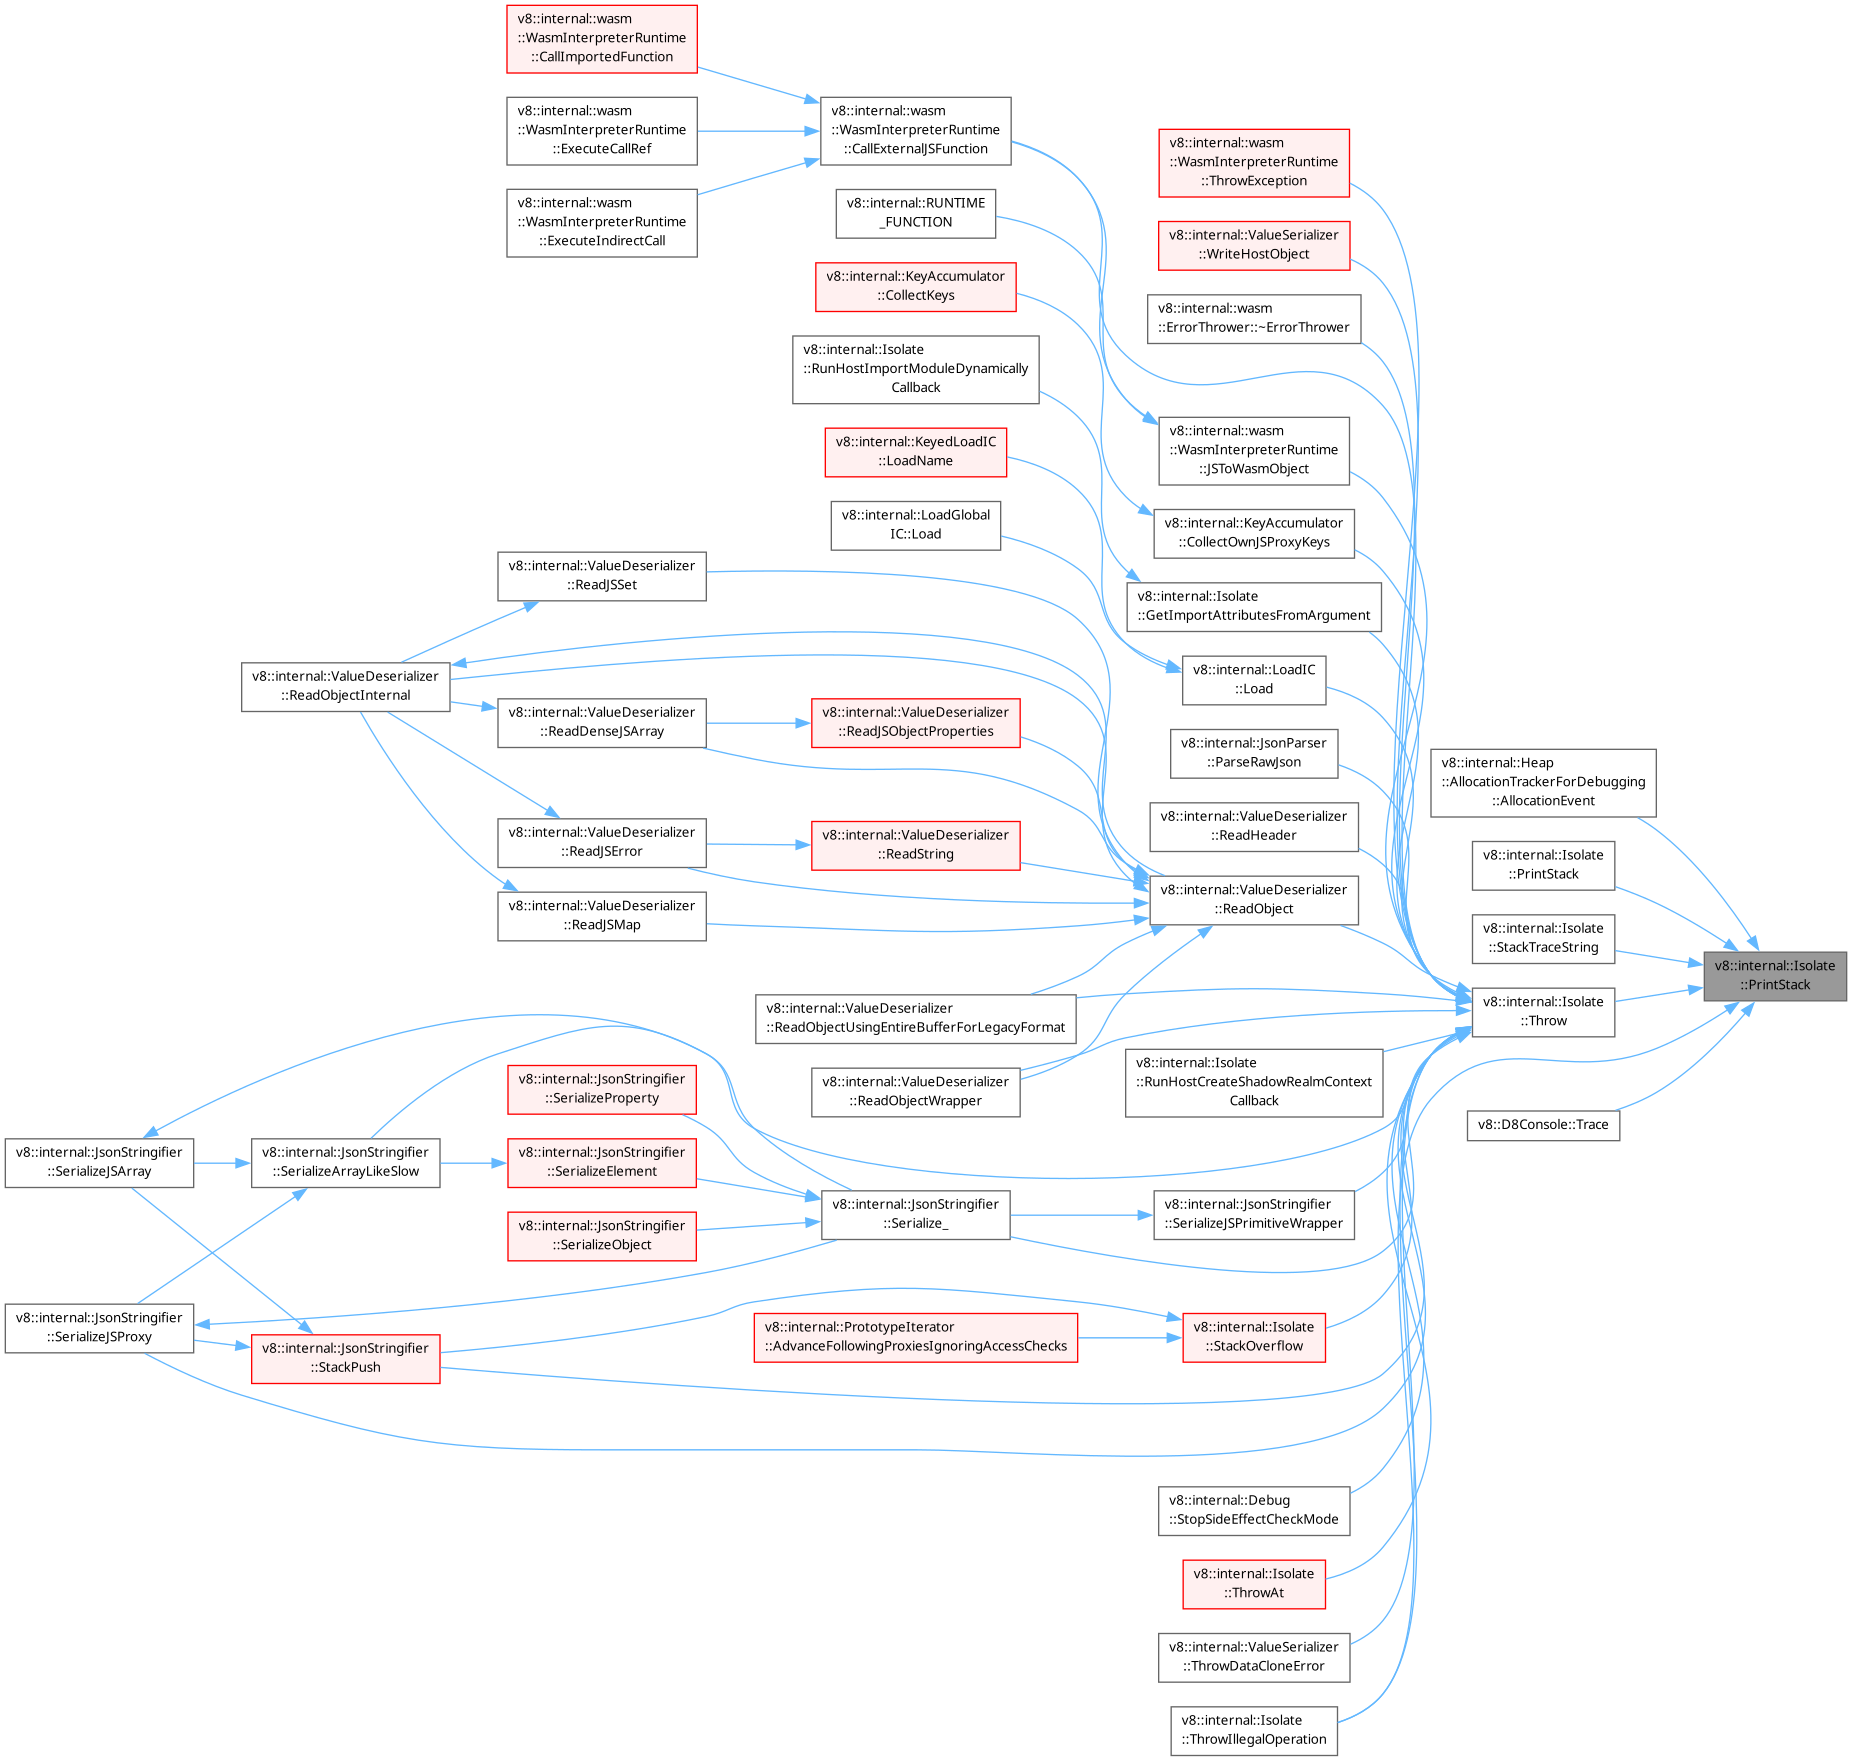 v8::internal::wasm
::WasmInterpreterRuntime
::CallImportedFunction
v8::internal::wasm
::WasmInterpreterRuntime
::ExecuteCallRef
v8::internal::wasm
::WasmInterpreterRuntime
::ExecuteIndirectCall
v8::internal::wasm
::WasmInterpreterRuntime
::CallExternalJSFunction
v8::internal::RUNTIME
_FUNCTION
v8::internal::KeyAccumulator
::CollectKeys
v8::internal::Isolate
::RunHostImportModuleDynamically
Callback
v8::internal::KeyedLoadIC
::LoadName
v8::internal::LoadGlobal
IC::Load
v8::internal::wasm
::WasmInterpreterRuntime
::ThrowException
v8::internal::ValueSerializer
::WriteHostObject
v8::internal::wasm
::ErrorThrower::~ErrorThrower
v8::internal::wasm
::WasmInterpreterRuntime
::JSToWasmObject
v8::internal::KeyAccumulator
::CollectOwnJSProxyKeys
v8::internal::Isolate
::GetImportAttributesFromArgument
v8::internal::LoadIC
::Load
v8::internal::JsonParser
::ParseRawJson
v8::internal::ValueDeserializer
::ReadHeader
v8::internal::ValueDeserializer
::ReadObject
v8::internal::ValueDeserializer
::ReadJSSet
v8::internal::ValueDeserializer
::ReadObjectInternal
v8::internal::ValueDeserializer
::ReadDenseJSArray
v8::internal::ValueDeserializer
::ReadJSObjectProperties
v8::internal::ValueDeserializer
::ReadJSError
v8::internal::ValueDeserializer
::ReadString
v8::internal::ValueDeserializer
::ReadJSMap
v8::internal::ValueDeserializer
::ReadObjectUsingEntireBufferForLegacyFormat
v8::internal::ValueDeserializer
::ReadObjectWrapper
v8::internal::Isolate
::RunHostCreateShadowRealmContext
Callback
v8::internal::Heap
::AllocationTrackerForDebugging
::AllocationEvent
v8::internal::Isolate
::PrintStack
v8::internal::Isolate
::StackTraceString
v8::internal::Isolate
::Throw
v8::D8Console::Trace
v8::internal::Isolate
::PrintStack
v8::internal::JsonStringifier
::SerializeJSArray
v8::internal::JsonStringifier
::SerializeArrayLikeSlow
v8::internal::JsonStringifier
::SerializeProperty
v8::internal::JsonStringifier
::SerializeElement
v8::internal::JsonStringifier
::SerializeObject
v8::internal::JsonStringifier
::Serialize_
v8::internal::JsonStringifier
::SerializeJSPrimitiveWrapper
v8::internal::JsonStringifier
::SerializeJSProxy
v8::internal::JsonStringifier
::StackPush
v8::internal::PrototypeIterator
::AdvanceFollowingProxiesIgnoringAccessChecks
v8::internal::Isolate
::StackOverflow
v8::internal::Debug
::StopSideEffectCheckMode
v8::internal::Isolate
::ThrowAt
v8::internal::ValueSerializer
::ThrowDataCloneError
v8::internal::Isolate
::ThrowIllegalOperation